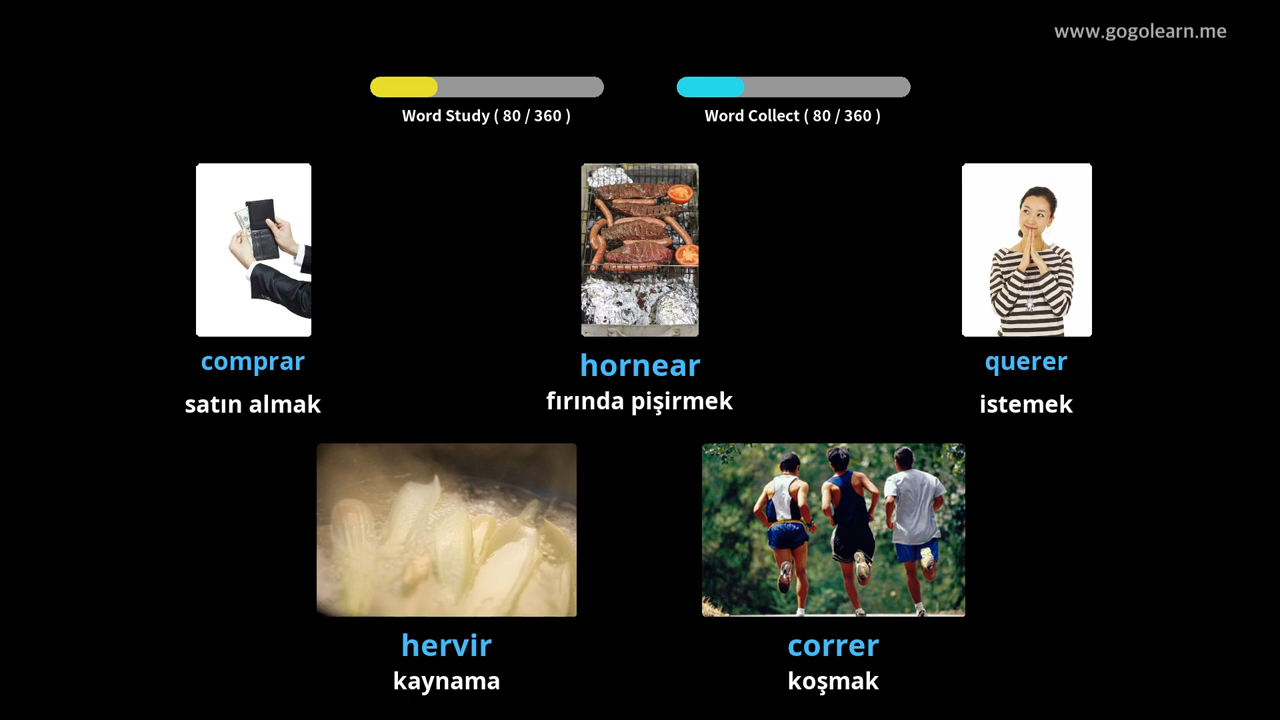 www.gogolearn.me
Word Study ( 80 / 360 )
Word Collect ( 80 / 360 )
comprar
satın almak
hornear
fırında pişirmek
querer
istemek
hervir
kaynama
correr
koşmak